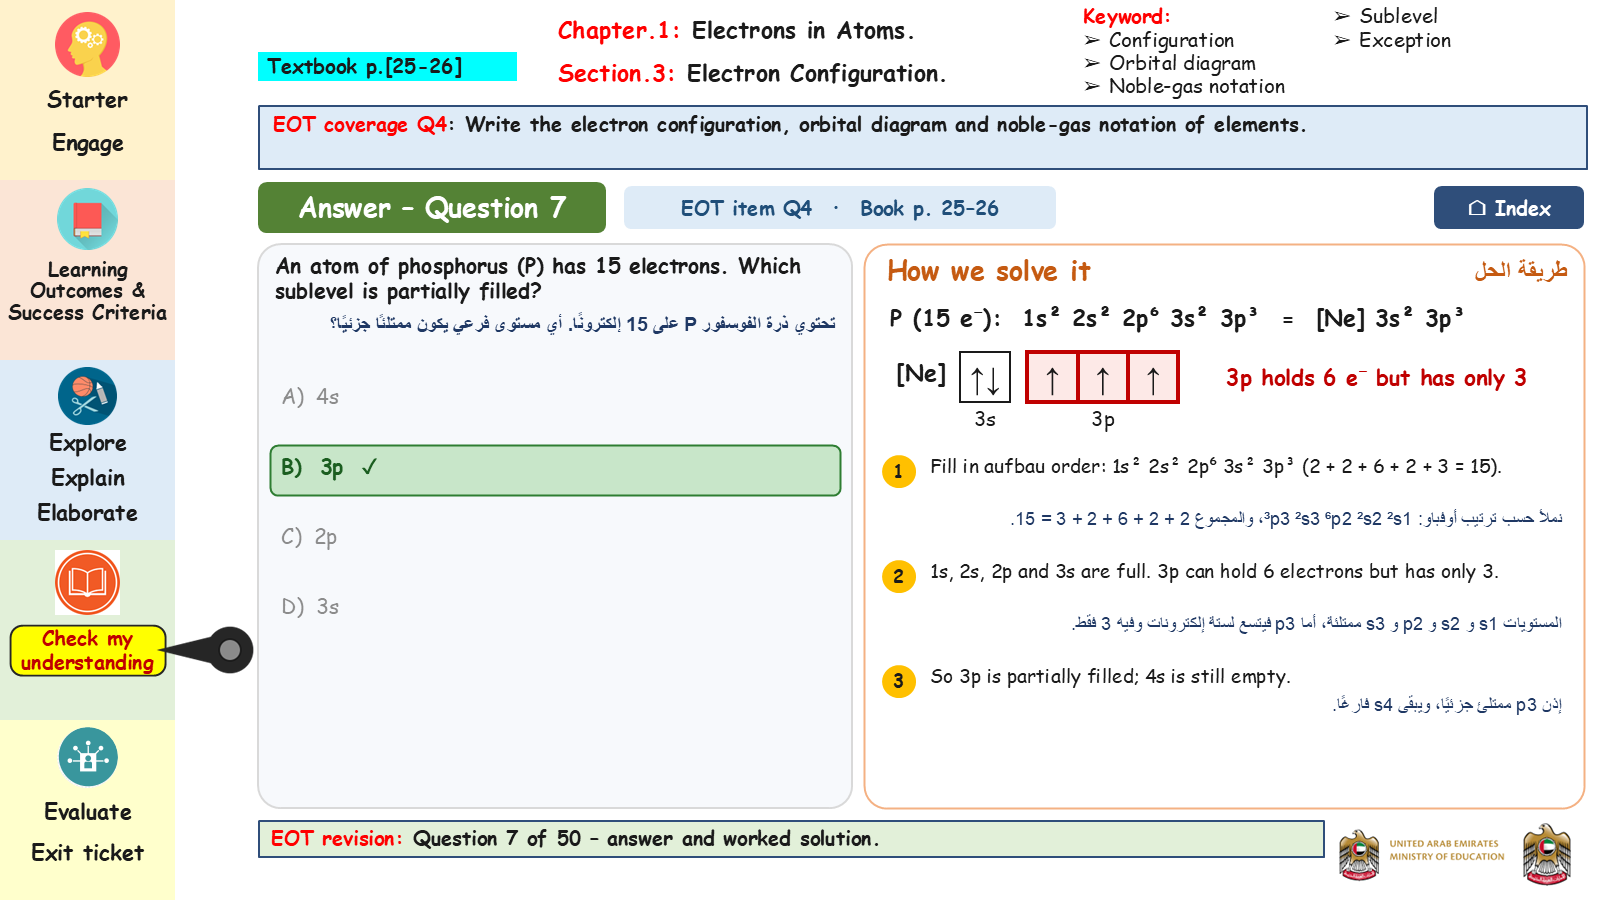 Starter
Engage
Learning
Outcomes &
Success Criteria
Explore
Explain
Elaborate
Check my
understanding
Evaluate
Exit ticket
Textbook p.[25-26]
Chapter.1: Electrons in Atoms.
Section.3: Electron Configuration.
Keyword:
➢ Configuration
➢ Orbital diagram
➢ Noble-gas notation
➢ Sublevel
➢ Exception
EOT coverage Q4: Write the electron configuration, orbital diagram and noble-gas notation of elements.
Answer – Question 7
EOT item Q4 · Book p. 25–26
☖ Index
An atom of phosphorus (P) has 15 electrons. Which
sublevel is partially filled?
تحتوي ذرة الفوسفور P على 15 إلكترونًا. أي مستوى فرعي يكون ممتلئًا جزئيًا؟
A) 4s
B) 3p ✓
C) 2p
D) 3s
How we solve it
طريقة الحل
P (15 e⁻): 1s² 2s² 2p⁶ 3s² 3p³ = [Ne] 3s² 3p³
[Ne] ↑↓ ↑ ↑ ↑ 3p holds 6 e⁻ but has only 3
3s 3p
1 Fill in aufbau order: 1s² 2s² 2p⁶ 3s² 3p³ (2 + 2 + 6 + 2 + 3 = 15).
نملأ حسب ترتيب أوفباو: 1s² 2s² 2p⁶ 3s² 3p³، والمجموع 2 + 2 + 6 + 2 + 3 = 15.
2 1s, 2s, 2p and 3s are full. 3p can hold 6 electrons but has only 3.
المستويات 1s و 2s و 2p و 3s ممتلئة، أما 3p فيتسع لستة إلكترونات وفيه 3 فقط.
3 So 3p is partially filled; 4s is still empty.
إذن 3p ممتلئ جزئيًا، ويبقى 4s فارغًا.
EOT revision: Question 7 of 50 – answer and worked solution.
UNITED ARAB EMIRATES
MINISTRY OF EDUCATION